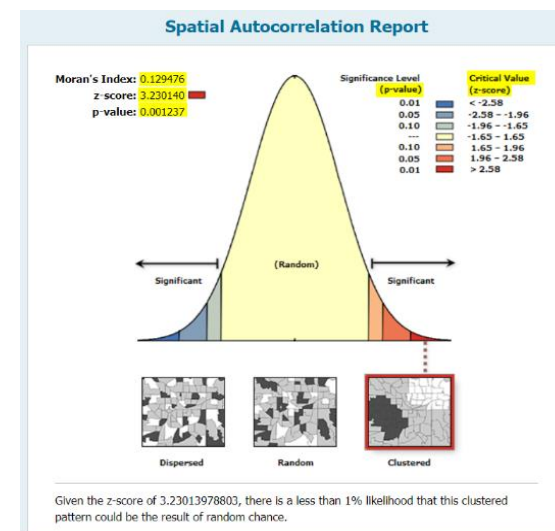 Spatial Autocorrelation Report
Moran's Index: 0.129476
z-score: 3.230140
p-value: 0.001237
Significance Level Critical Value
(p-value) (z-score)
0.01 < -2.58
0.05 -2.58 – -1.96
0.10 -1.96 – -1.65
--- -1.65 – 1.65
0.10 1.65 – 1.96
0.05 1.96 – 2.58
0.01 > 2.58
(Random)
Significant Significant
Dispersed Random Clustered
Given the z-score of 3.23013978803, there is a less than 1% likelihood that this clustered
pattern could be the result of random chance.